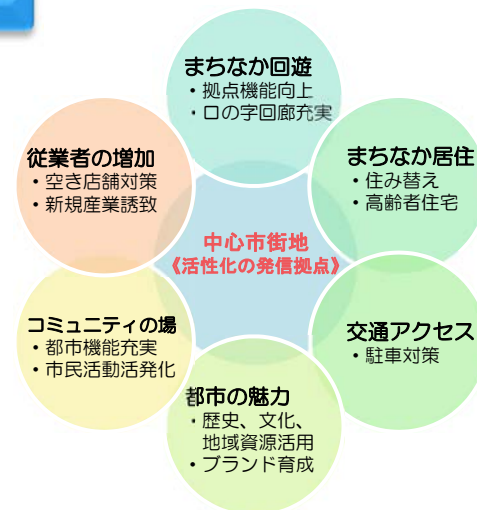 まちなか回遊
・拠点機能向上
・ロの字回廊充実
従業者の増加
・空き店舗対策
・新規産業誘致
まちなか居住
・住み替え
・高齢者住宅
中心市街地
《活性化の発信拠点》
コミュニティの場
・都市機能充実
・市民活動活発化
交通アクセス
・駐車対策
都市の魅力
・歴史、文化、
地域資源活用
・ブランド育成